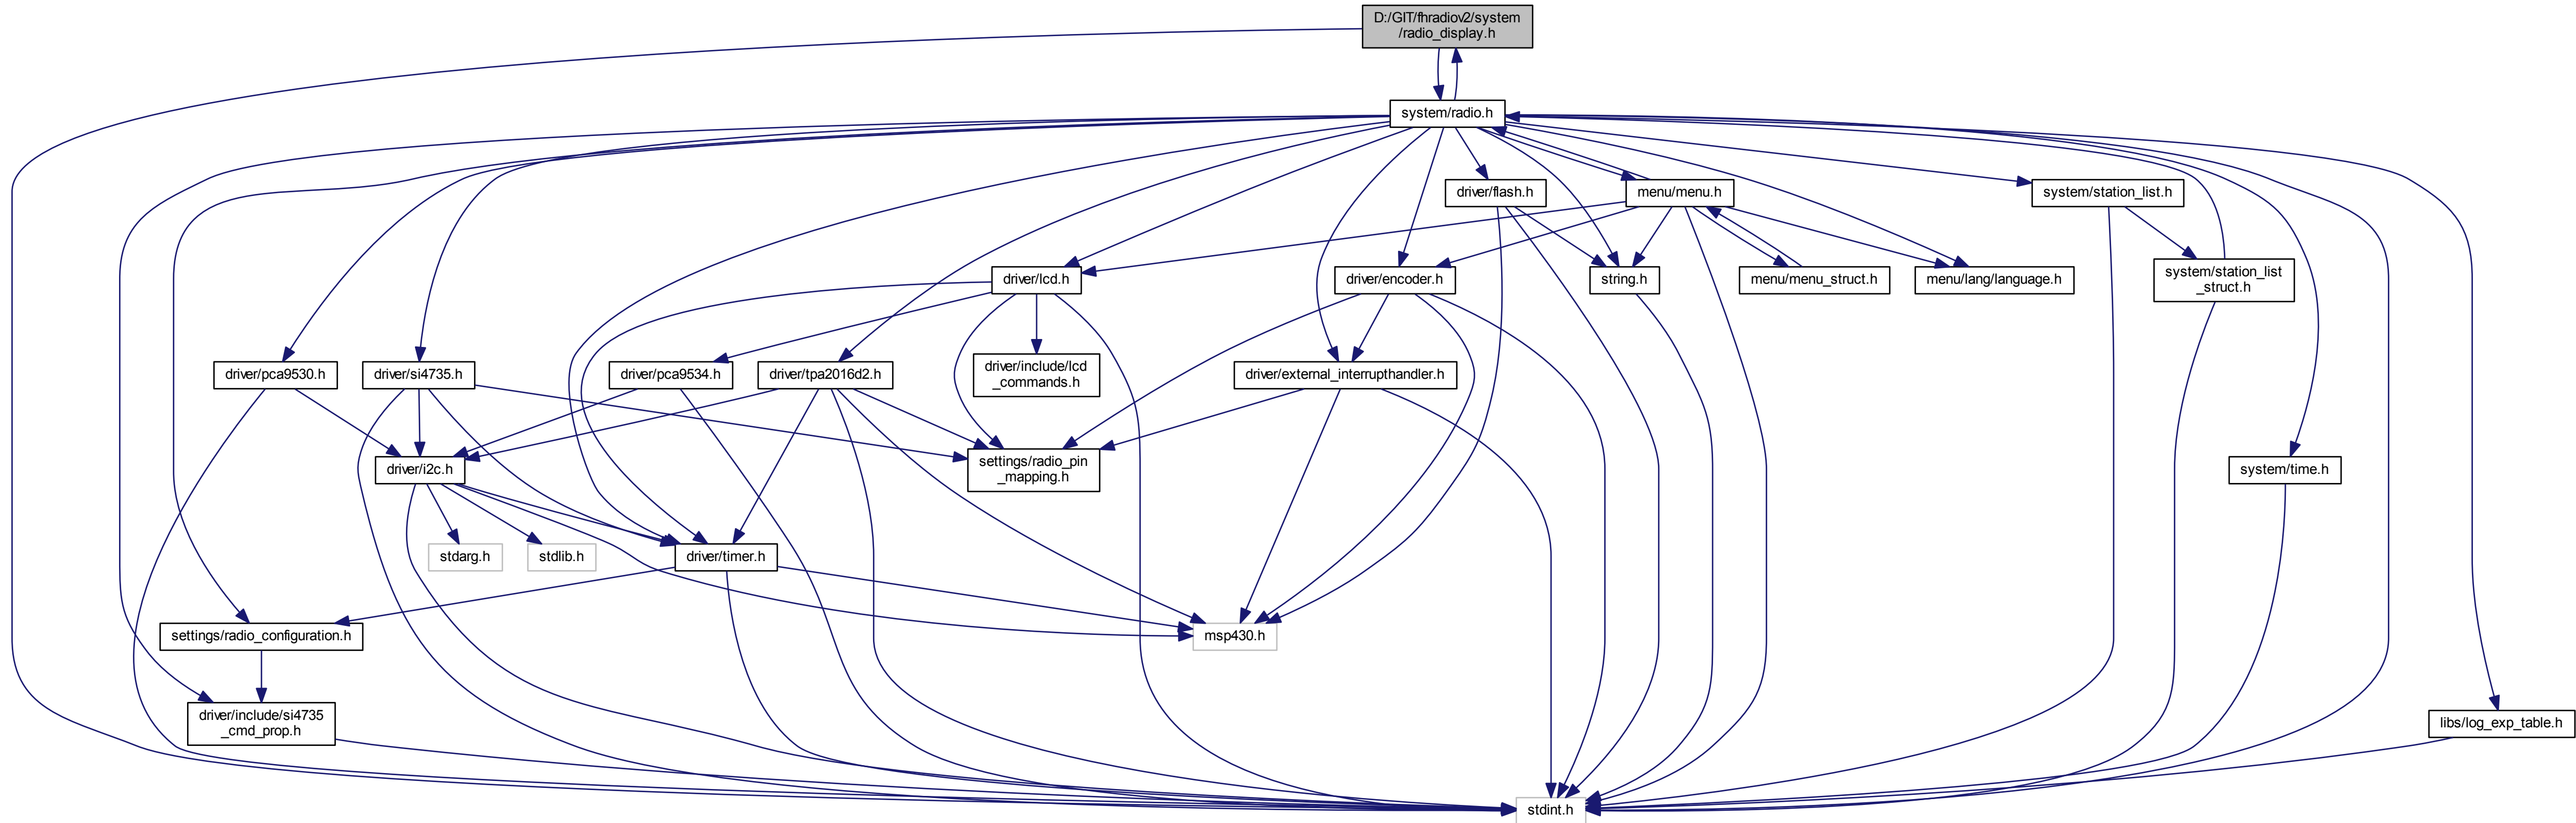 D:/GIT/fhradiov2/system
/radio_display.h
system/radio.h
driver/flash.h
menu/menu.h
system/station_list.h
driver/lcd.h
driver/encoder.h
string.h
menu/menu_struct.h
menu/lang/language.h
system/station_list
_struct.h
driver/pca9530.h
driver/si4735.h
driver/pca9534.h
driver/tpa2016d2.h
driver/include/lcd
_commands.h
driver/external_interrupthandler.h
driver/i2c.h
settings/radio_pin
_mapping.h
system/time.h
stdarg.h
stdlib.h
driver/timer.h
settings/radio_configuration.h
msp430.h
driver/include/si4735
_cmd_prop.h
libs/log_exp_table.h
stdint.h